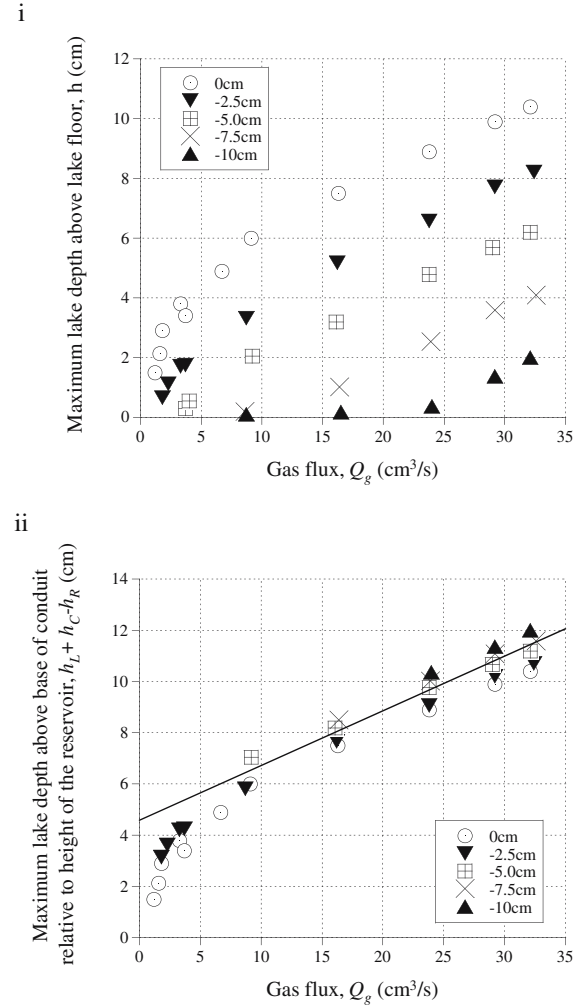 i
Maximum lake depth above lake floor, h (cm)
12
10
8
6
4
2
0
0cm
-2.5cm
-5.0cm
-7.5cm
-10cm
0 5 10 15 20 25 30 35
Gas flux, Qg (cm³/s)
ii
Maximum lake depth above base of conduit
relative to height of the reservoir, hL + hC-hR (cm)
14
12
10
8
6
4
2
0
0cm
-2.5cm
-5.0cm
-7.5cm
-10cm
0 5 10 15 20 25 30 35
Gas flux, Qg (cm³/s)